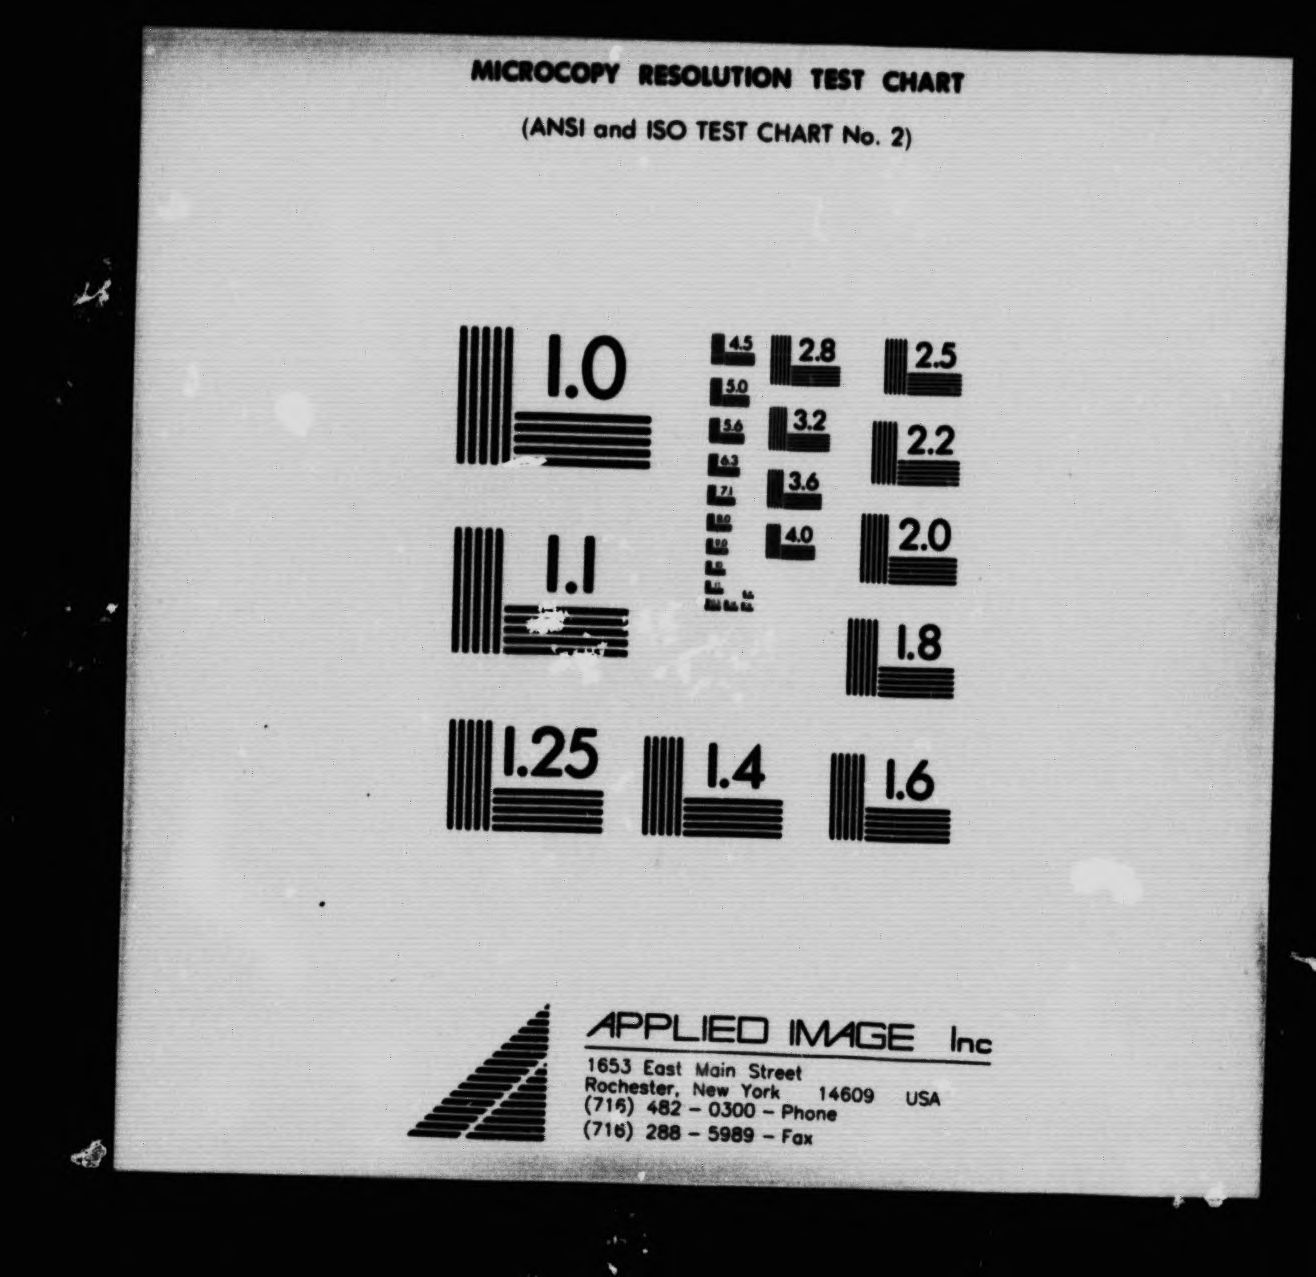 MICROCOPY RESOLUTION TEST CHART
(ANSI and ISO TEST CHART No. 2)
1.0
1.1
1.25
1.4
1.6
1.8
2.0
2.2
2.5
2.8
3.2
3.6
4.0
4.5
5.0
5.6
6.3
7.1
8.0
9.0
APPLIED IMAGE Inc
1653 East Main Street
Rochester, New York 14609 USA
(716) 482 - 0300 - Phone
(716) 288 - 5989 - Fax